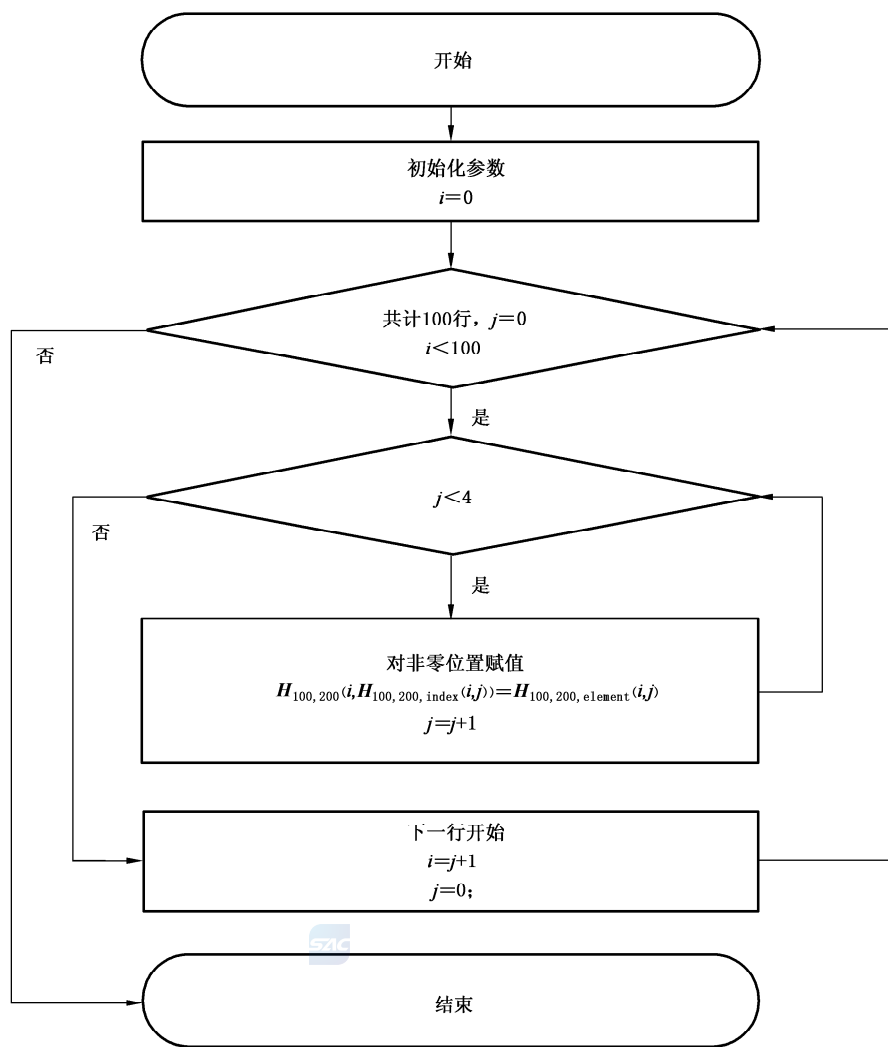 开始
初始化参数
i=0
共计100行，j=0
i<100
否
是
j<4
否
是
对非零位置赋值
H100,200(i,H100,200,index(i,j))=H100,200,element(i,j)
j=j+1
下一行开始
i=j+1
j=0；
SAC
结束